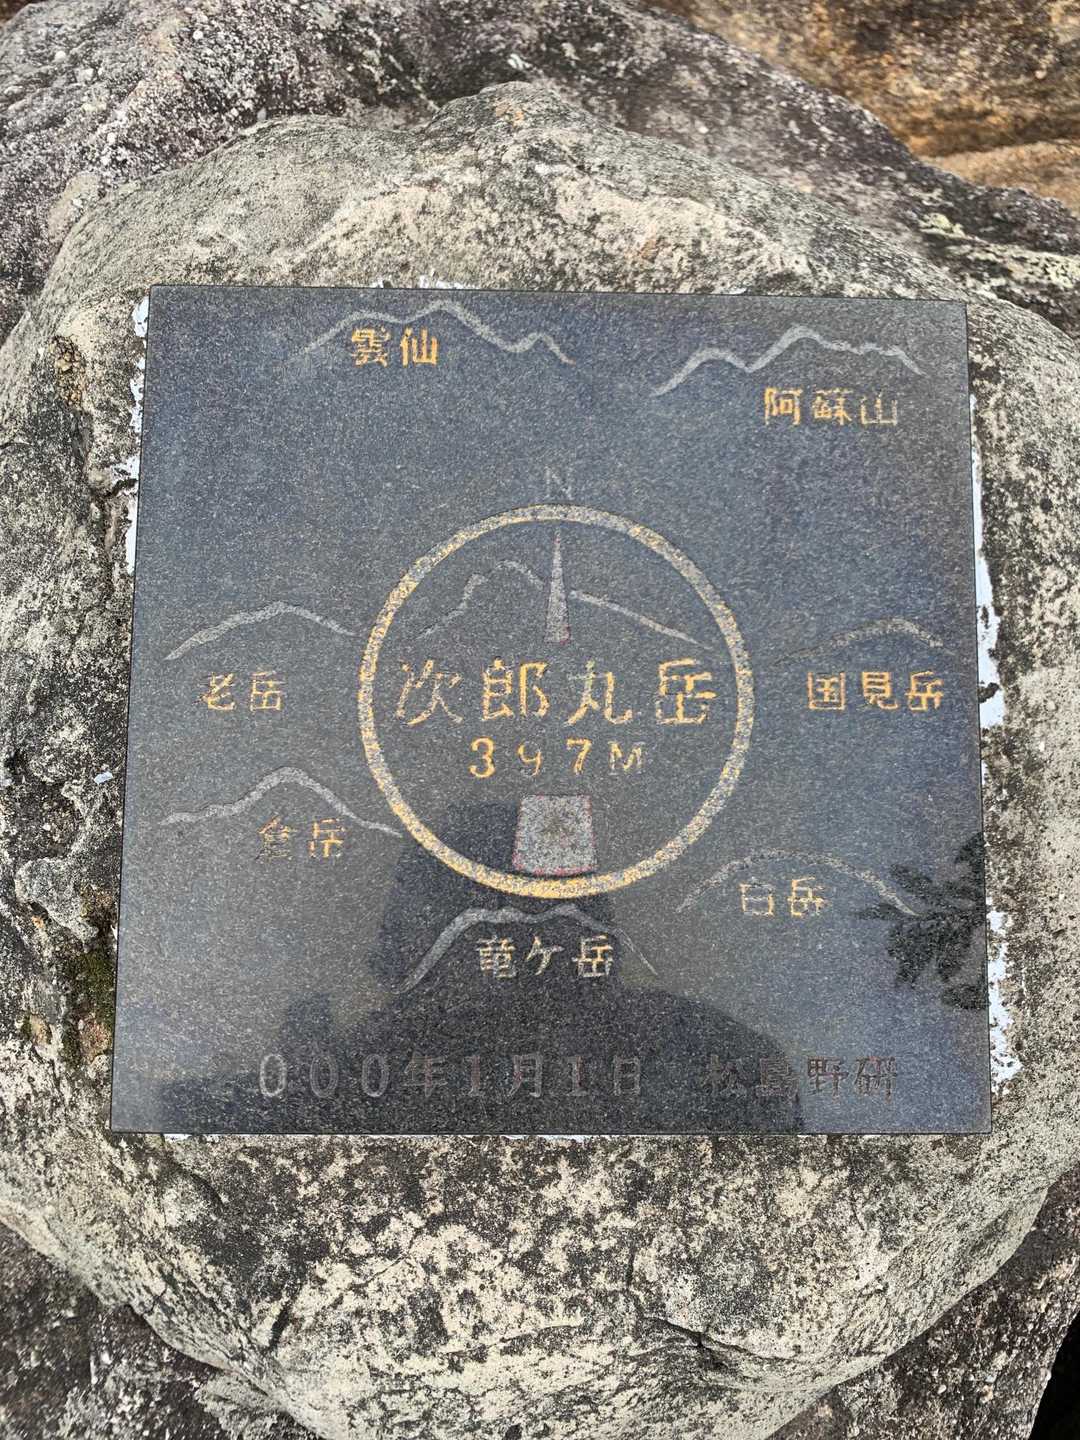 雲仙
阿蘇山
N
老岳
次郎丸岳
国見岳
397M
倉岳
白岳
竜ケ岳
2000年1月1日 松島野研